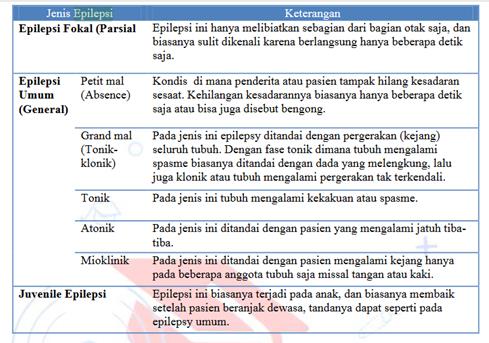 Jenis Epilepsi Keterangan
Epilepsi Fokal (Parsial Epilepsi ini hanya melibatkan sebagian dari bagian otak saja, dan
biasanya sulit dikenali karena berlangsung hanya beberapa detik
saja.
Epilepsi Petit mal Kondis di mana penderita atau pasien tampak hilang kesadaran
Umum (Absence) sesaat. Kehilangan kesadarannya biasanya hanya beberapa detik
(General) saja atau bisa juga disebut bengong.
Grand mal Pada jenis ini epilepsy ditandai dengan pergerakan (kejang)
(Tonik- seluruh tubuh. Dengan fase tonik dimana tubuh mengalami
klonik) spasme biasanya ditandai dengan dada yang melengkung, lalu
juga klonik atau tubuh mengalami pergerakan tak terkendali.
Tonik Pada jenis ini tubuh mengalami kekakuan atau spasme.
Atonik Pada jenis ini ditandai dengan pasien yang mengalami jatuh tiba-
tiba.
Mioklinik Pada jenis ini ditandai dengan pasien mengalami kejang hanya
pada beberapa anggota tubuh saja missal tangan atau kaki.
Juvenile Epilepsi Epilepsi ini biasanya terjadi pada anak, dan biasanya membaik
setelah pasien beranjak dewasa, tandanya dapat seperti pada
epilepsy umum.